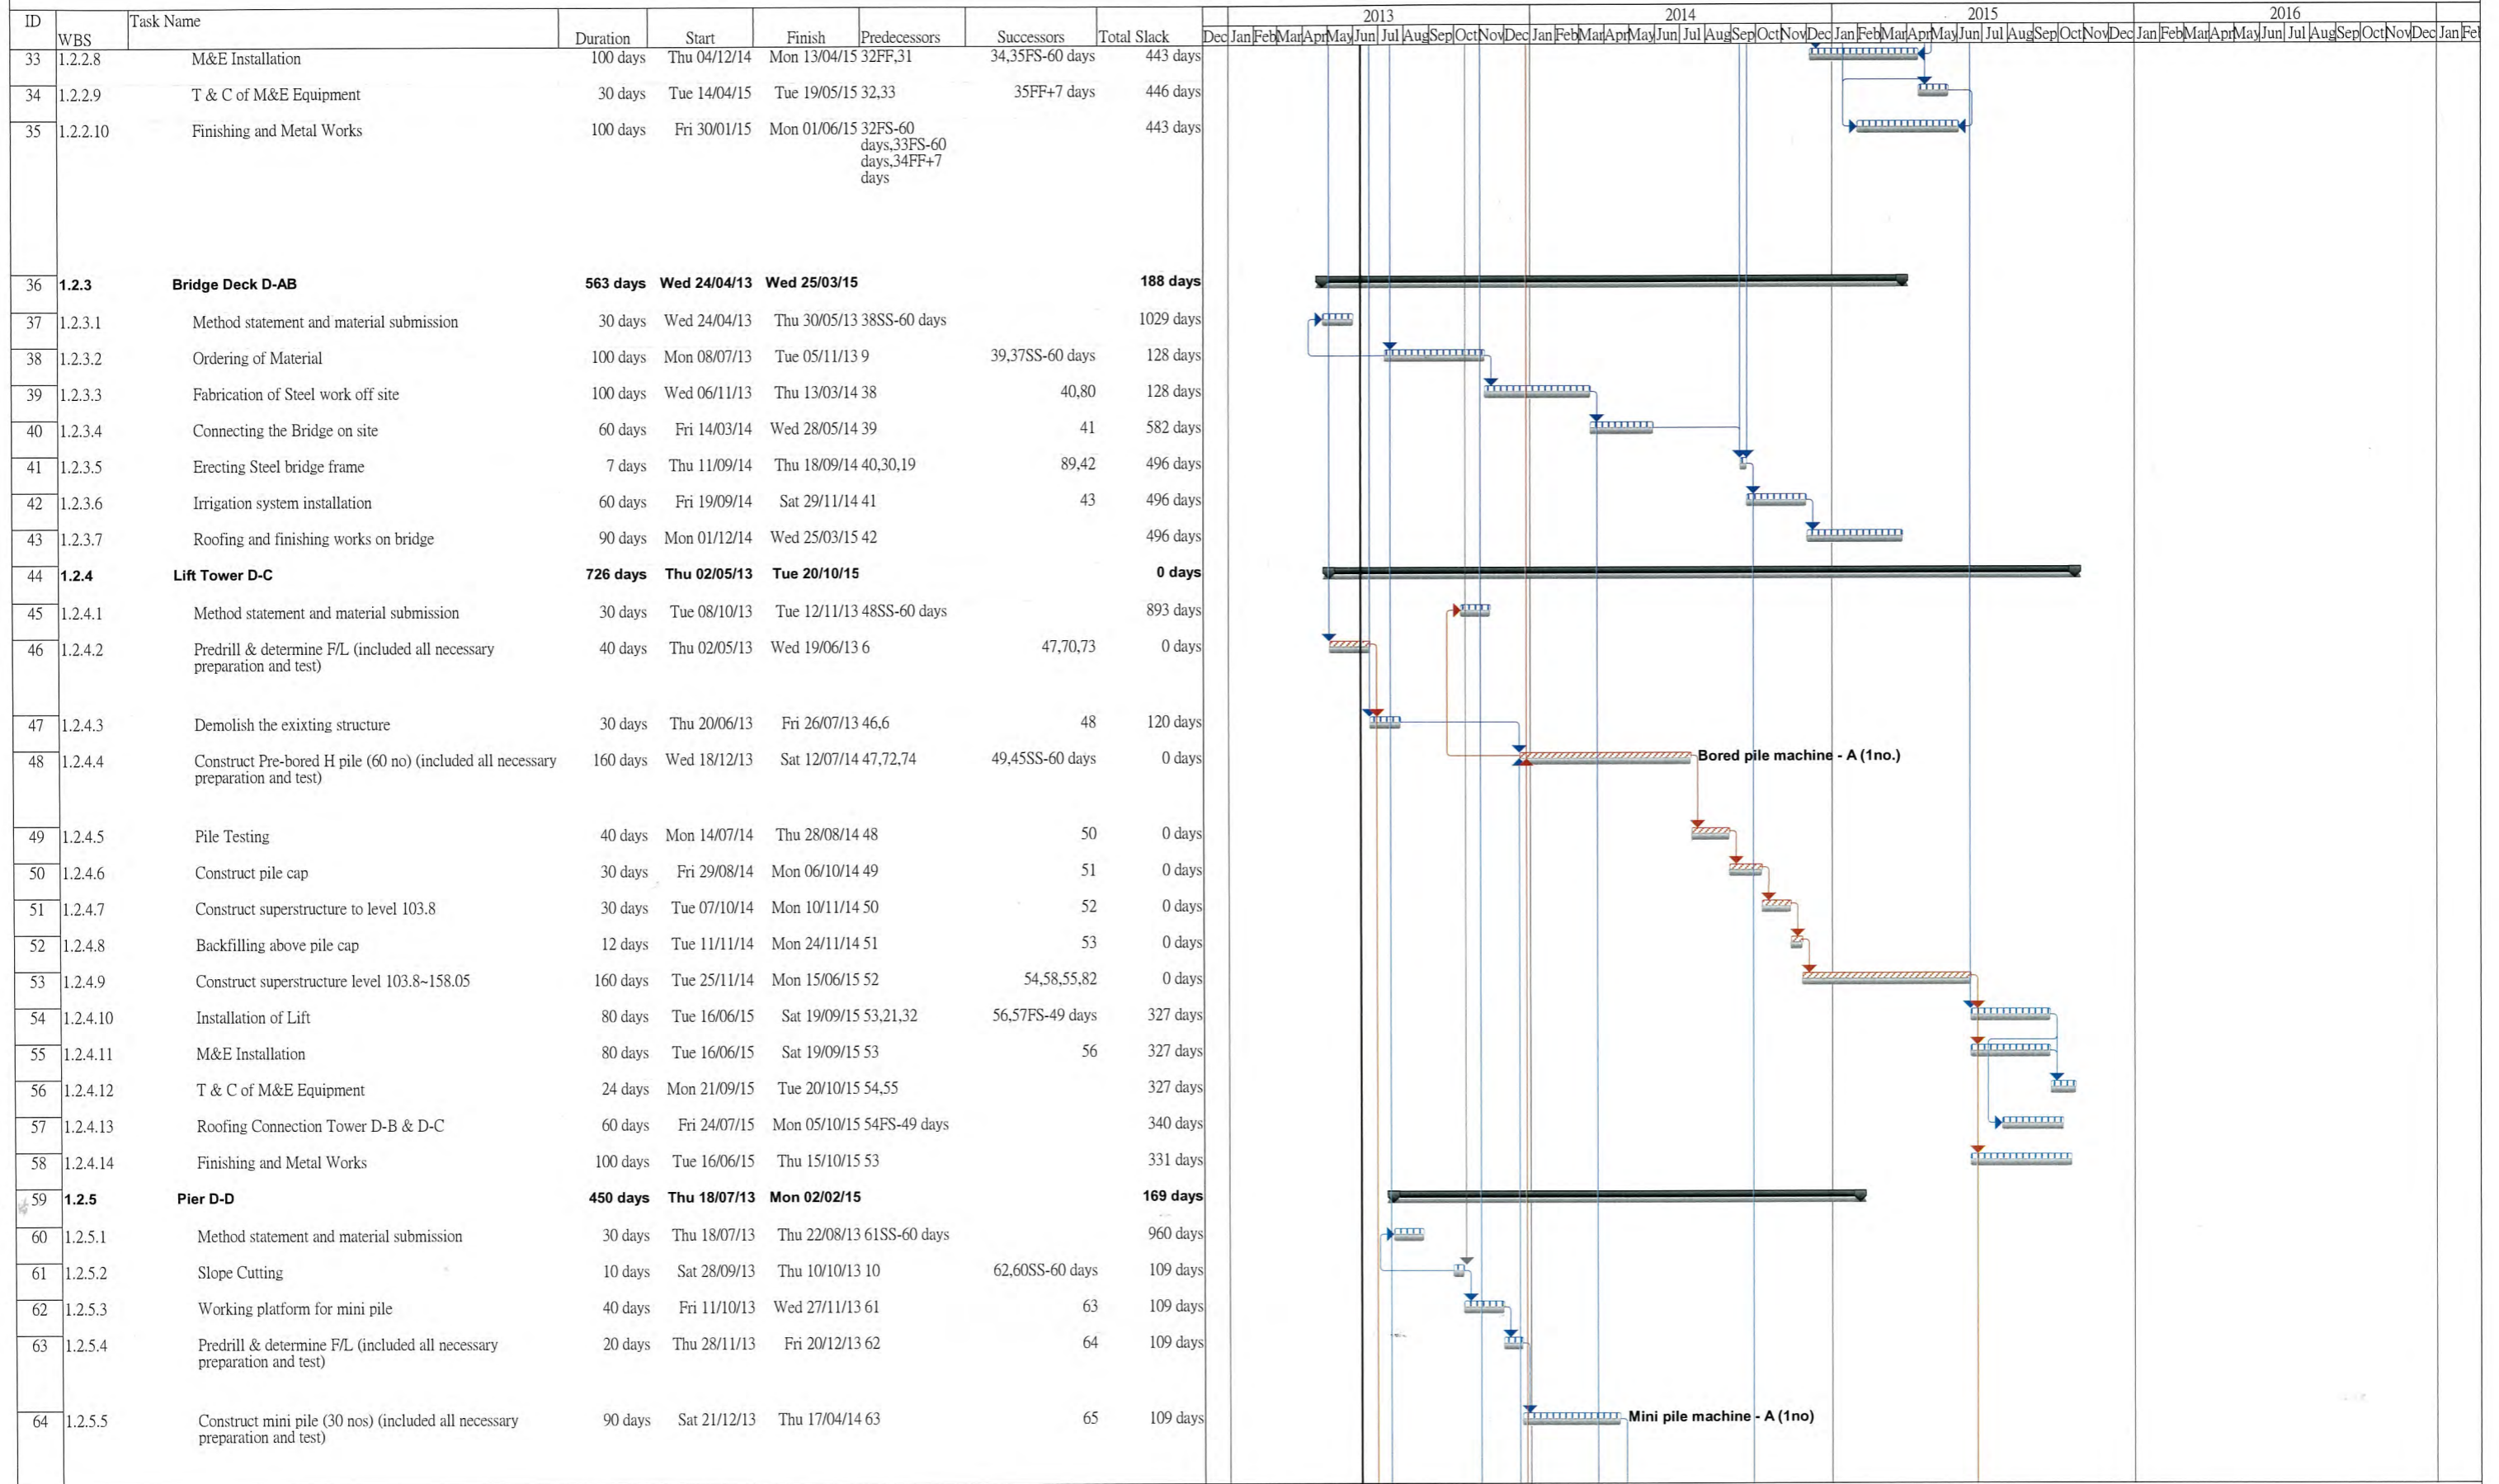 2013 2014 2015 2016
ID Task Name
WBS Duration Start Finish Predecessors Successors Total Slack Dec Jan Feb Mar Apr May Jun Jul Aug Sep Oct Nov Dec Jan Feb Mar Apr May Jun Jul Aug Sep Oct Nov Dec Jan Feb Mar Apr May Jun Jul Aug Sep Oct Nov Dec Jan Feb Mar Apr May Jun Jul Aug Sep Oct Nov Dec Jan Fe
33 1.2.2.8 M&E Installation 100 days Thu 04/12/14 Mon 13/04/15 32FF,31 34,35FS-60 days 443 days
34 1.2.2.9 T & C of M&E Equipment 30 days Tue 14/04/15 Tue 19/05/15 32,33 35FF+7 days 446 days
35 1.2.2.10 Finishing and Metal Works 100 days Fri 30/01/15 Mon 01/06/15 32FS-60 443 days
days,33FS-60
days,34FF+7
days
36 1.2.3 Bridge Deck D-AB 563 days Wed 24/04/13 Wed 25/03/15 188 days
37 1.2.3.1 Method statement and material submission 30 days Wed 24/04/13 Thu 30/05/13 38SS-60 days 1029 days
38 1.2.3.2 Ordering of Material 100 days Mon 08/07/13 Tue 05/11/13 9 39,37SS-60 days 128 days
39 1.2.3.3 Fabrication of Steel work off site 100 days Wed 06/11/13 Thu 13/03/14 38 40,80 128 days
40 1.2.3.4 Connecting the Bridge on site 60 days Fri 14/03/14 Wed 28/05/14 39 41 582 days
41 1.2.3.5 Erecting Steel bridge frame 7 days Thu 11/09/14 Thu 18/09/14 40,30,19 89,42 496 days
42 1.2.3.6 Irrigation system installation 60 days Fri 19/09/14 Sat 29/11/14 41 43 496 days
43 1.2.3.7 Roofing and finishing works on bridge 90 days Mon 01/12/14 Wed 25/03/15 42 496 days
44 1.2.4 Lift Tower D-C 726 days Thu 02/05/13 Tue 20/10/15 0 days
45 1.2.4.1 Method statement and material submission 30 days Tue 08/10/13 Tue 12/11/13 48SS-60 days 893 days
46 1.2.4.2 Predrill & determine F/L (included all necessary 40 days Thu 02/05/13 Wed 19/06/13 6 47,70,73 0 days
preparation and test)
47 1.2.4.3 Demolish the exixting structure 30 days Thu 20/06/13 Fri 26/07/13 46,6 48 120 days
48 1.2.4.4 Construct Pre-bored H pile (60 no) (included all necessary 160 days Wed 18/12/13 Sat 12/07/14 47,72,74 49,45SS-60 days 0 days Bored pile machine - A (1no.)
preparation and test)
49 1.2.4.5 Pile Testing 40 days Mon 14/07/14 Thu 28/08/14 48 50 0 days
50 1.2.4.6 Construct pile cap 30 days Fri 29/08/14 Mon 06/10/14 49 51 0 days
51 1.2.4.7 Construct superstructure to level 103.8 30 days Tue 07/10/14 Mon 10/11/14 50 52 0 days
52 1.2.4.8 Backfilling above pile cap 12 days Tue 11/11/14 Mon 24/11/14 51 53 0 days
53 1.2.4.9 Construct superstructure level 103.8~158.05 160 days Tue 25/11/14 Mon 15/06/15 52 54,58,55,82 0 days
54 1.2.4.10 Installation of Lift 80 days Tue 16/06/15 Sat 19/09/15 53,21,32 56,57FS-49 days 327 days
55 1.2.4.11 M&E Installation 80 days Tue 16/06/15 Sat 19/09/15 53 56 327 days
56 1.2.4.12 T & C of M&E Equipment 24 days Mon 21/09/15 Tue 20/10/15 54,55 327 days
57 1.2.4.13 Roofing Connection Tower D-B & D-C 60 days Fri 24/07/15 Mon 05/10/15 54FS-49 days 340 days
58 1.2.4.14 Finishing and Metal Works 100 days Tue 16/06/15 Thu 15/10/15 53 331 days
59 1.2.5 Pier D-D 450 days Thu 18/07/13 Mon 02/02/15 169 days
60 1.2.5.1 Method statement and material submission 30 days Thu 18/07/13 Thu 22/08/13 61SS-60 days 960 days
61 1.2.5.2 Slope Cutting 10 days Sat 28/09/13 Thu 10/10/13 10 62,60SS-60 days 109 days
62 1.2.5.3 Working platform for mini pile 40 days Fri 11/10/13 Wed 27/11/13 61 63 109 days
63 1.2.5.4 Predrill & determine F/L (included all necessary 20 days Thu 28/11/13 Fri 20/12/13 62 64 109 days
preparation and test)
64 1.2.5.5 Construct mini pile (30 nos) (included all necessary 90 days Sat 21/12/13 Thu 17/04/14 63 65 109 days Mini pile machine - A (1no)
preparation and test)